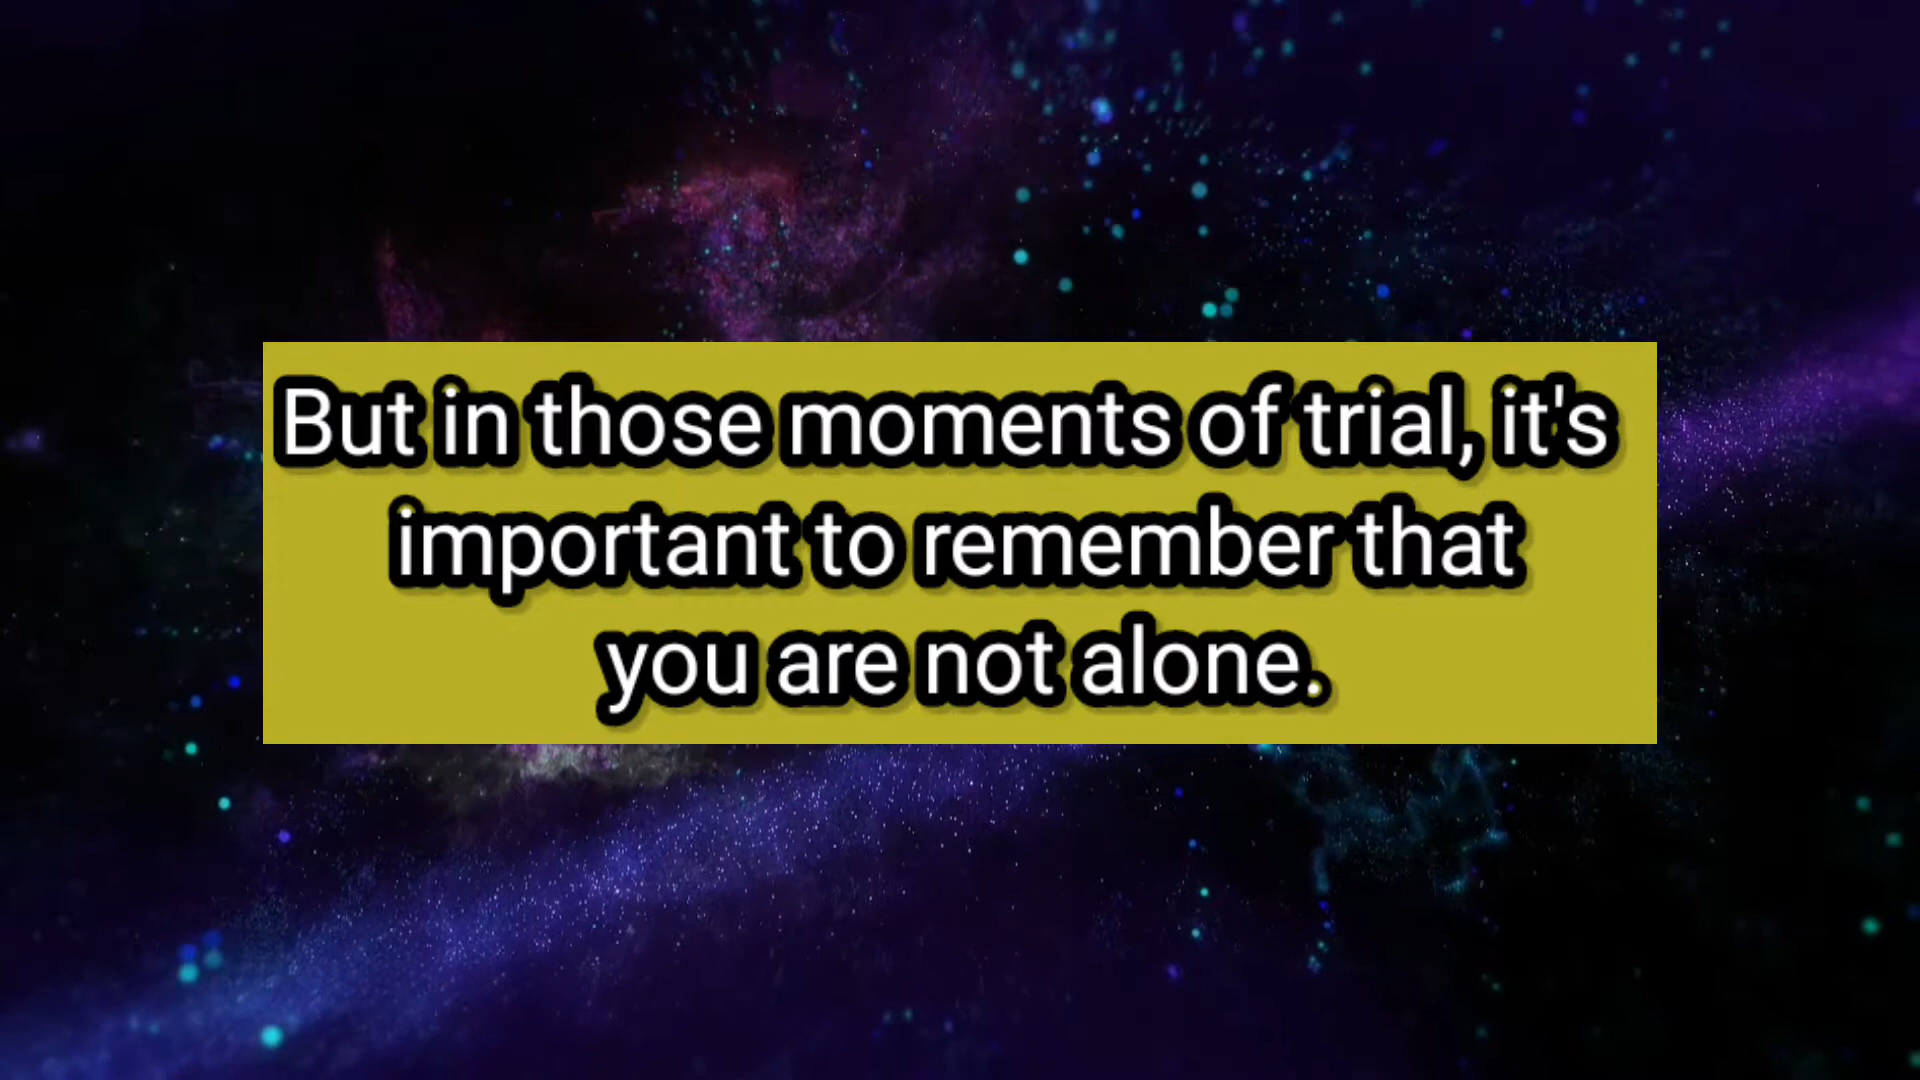 But in those moments of trial, it's
important to remember that
you are not alone.